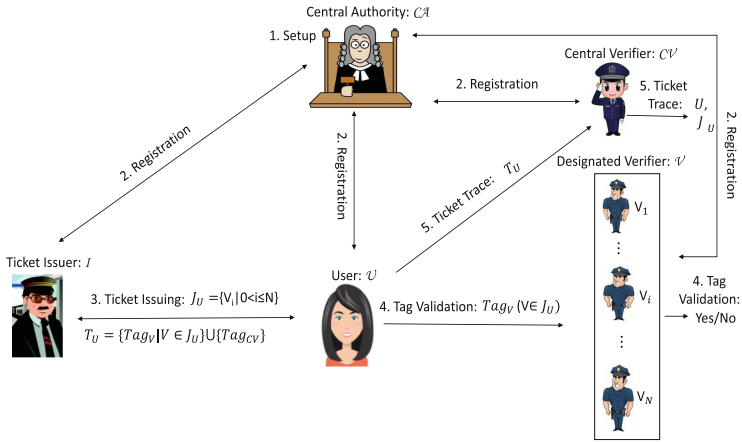 Central Authority: 𝒞𝒜
1. Setup
Central Verifier: 𝒞𝒱
2. Registration
5. Ticket
Trace: U,
J_U
2. Registration
2. Registration
2. Registration
5. Ticket Trace: T_U
Designated Verifier: 𝒱
V_1
⋮
V_i
⋮
V_N
4. Tag
Validation:
Yes/No
Ticket Issuer: I
User: 𝒰
3. Ticket Issuing: J_U={V_i|0<i≤N}
T_U = {Tag_V|V ∈ J_U}⋃{Tag_CV}
4. Tag Validation: Tag_V (V∈ J_U)